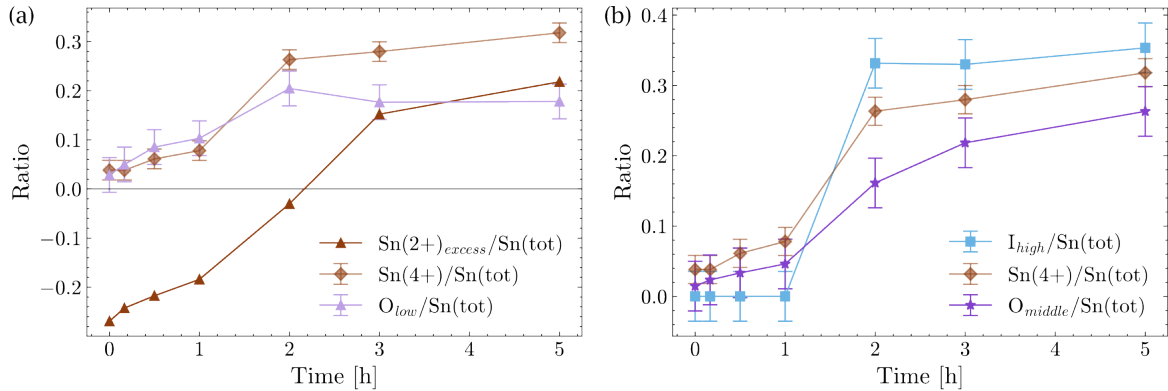 (a)
0.3
0.2
0.1
0.0
−0.1
−0.2
Ratio
0 1 2 3 4 5
Time [h]
Sn(2+)excess/Sn(tot)
Sn(4+)/Sn(tot)
Olow/Sn(tot)
(b)
0.4
0.3
0.2
0.1
0.0
Ratio
0 1 2 3 4 5
Time [h]
Ihigh/Sn(tot)
Sn(4+)/Sn(tot)
Omiddle/Sn(tot)